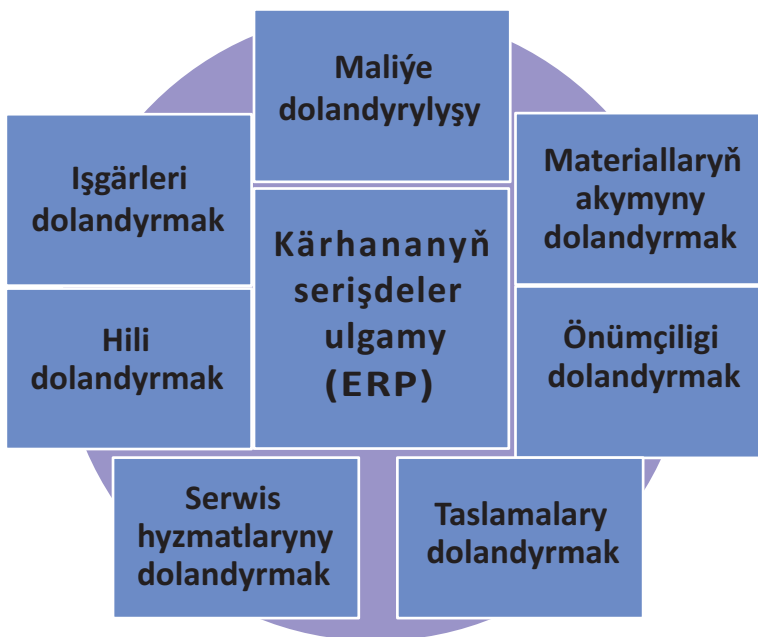 Maliýe
dolandyrylyşy
Işgärleri
dolandyrmak
Materiallaryň
akymyny
dolandyrmak
Kärhananyň
serişdeler
ulgamy
(ERP)
Hili
dolandyrmak
Önümçiligi
dolandyrmak
Serwis
hyzmatlaryny
dolandyrmak
Taslamalary
dolandyrmak